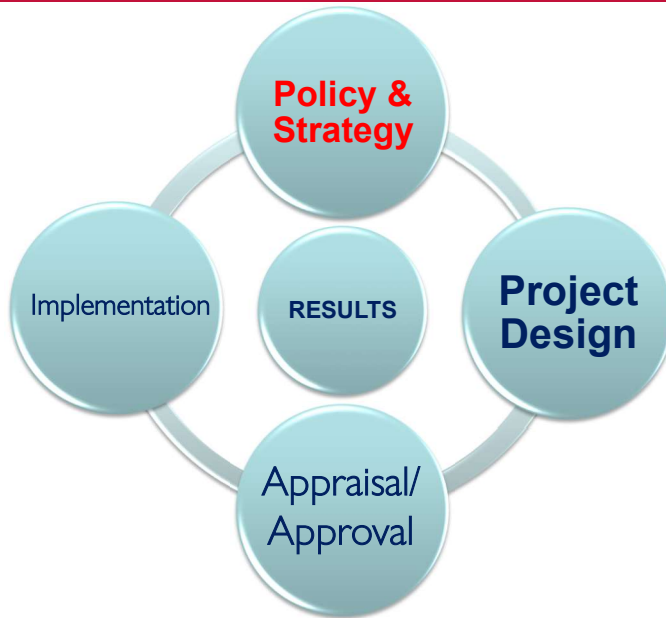 Policy &
Strategy
Implementation
RESULTS
Project
Design
Appraisal/
Approval